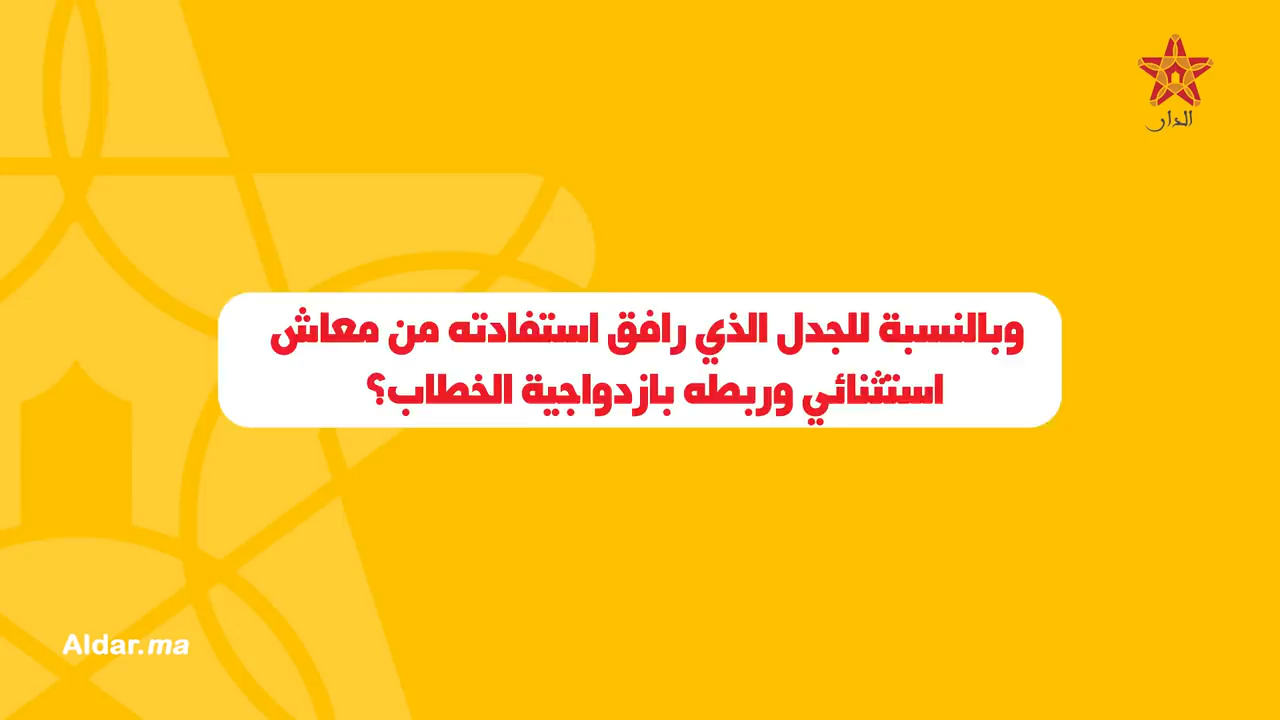 الدار
وبالنسبة للجدل الذي رافق استفادته من معاش
استثنائي وربطه بازدواجية الخطاب؟
Aldar.ma